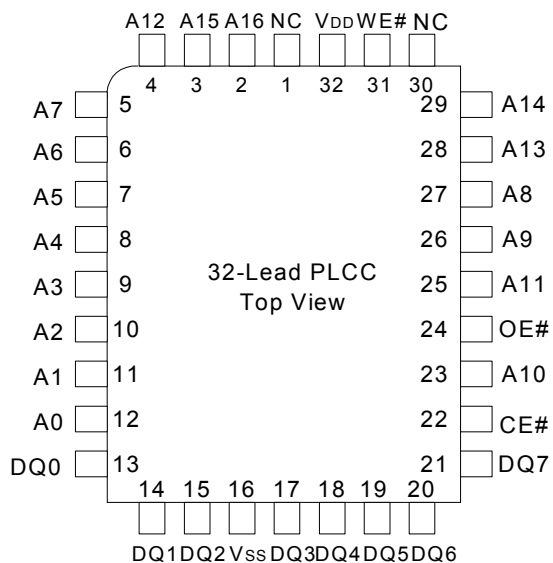 A12 A15 A16 NC VDD WE# NC
4 3 2 1 32 31 30
A7 5 29 A14
A6 6 28 A13
A5 7 27 A8
A4 8 26 A9
A3 9 25 A11
32-Lead PLCC
Top View
A2 10 24 OE#
A1 11 23 A10
A0 12 22 CE#
DQ0 13 21 DQ7
14 15 16 17 18 19 20
DQ1 DQ2 VSS DQ3 DQ4 DQ5 DQ6